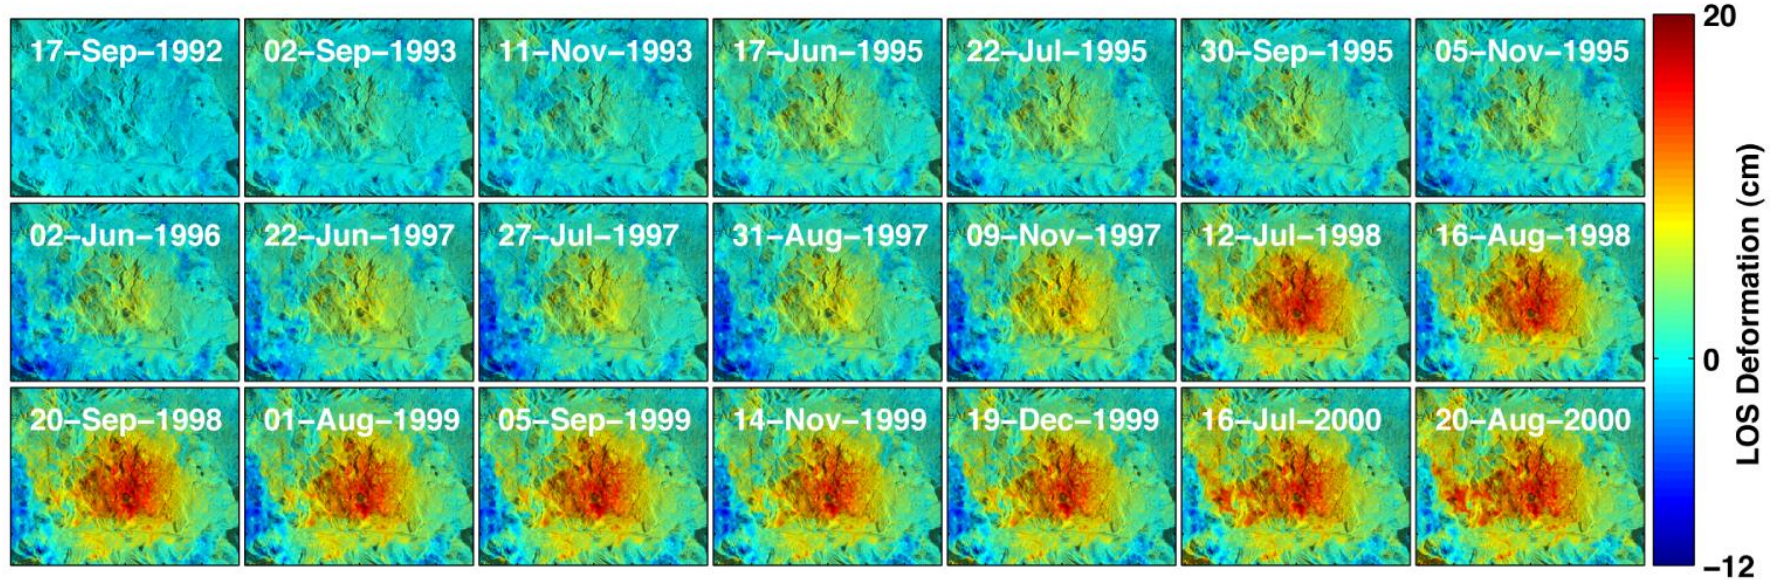 17-Sep-1992 02-Sep-1993 11-Nov-1993 17-Jun-1995 22-Jul-1995 30-Sep-1995 05-Nov-1995
02-Jun-1996 22-Jun-1997 27-Jul-1997 31-Aug-1997 09-Nov-1997 12-Jul-1998 16-Aug-1998
20-Sep-1998 01-Aug-1999 05-Sep-1999 14-Nov-1999 19-Dec-1999 16-Jul-2000 20-Aug-2000
20
0
−12
LOS Deformation (cm)